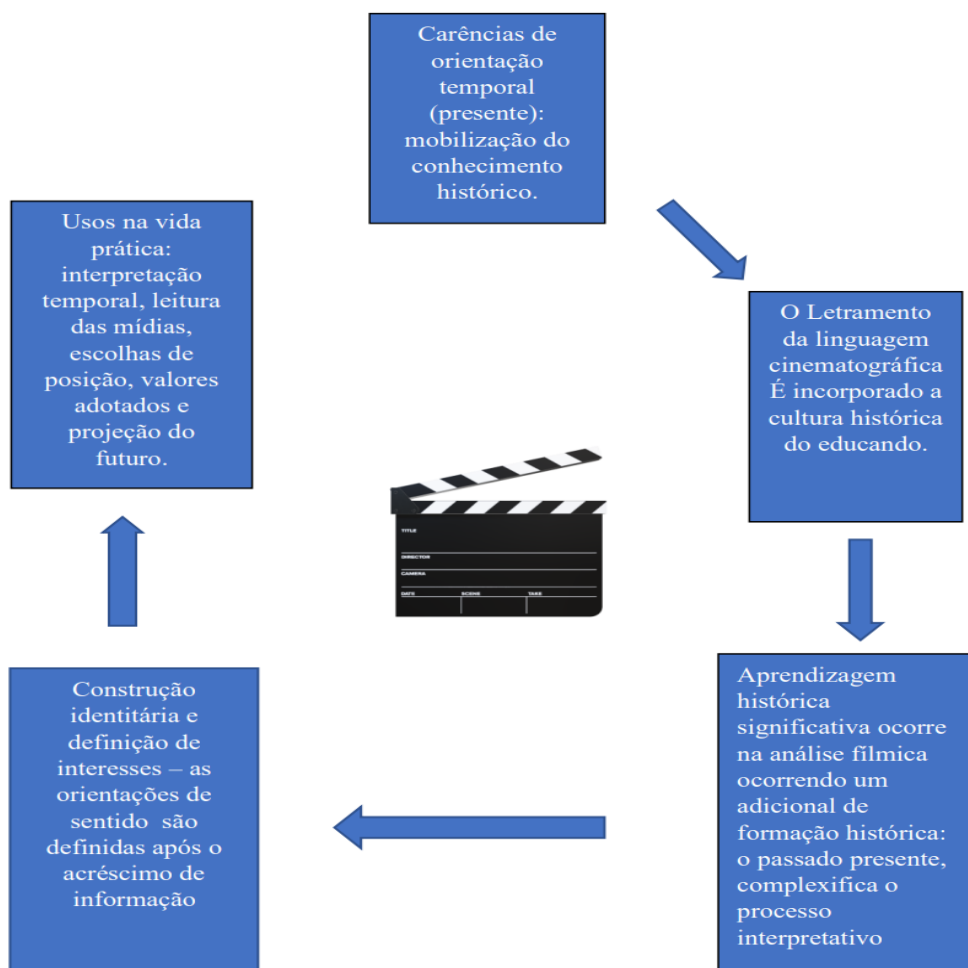 Carências de
orientação
temporal
(presente):
mobilização do
conhecimento
histórico.
O Letramento
da linguagem
cinematográfica
É incorporado a
cultura histórica
do educando.
Aprendizagem
histórica
significativa ocorre
na análise fílmica
ocorrendo um
adicional de
formação histórica:
o passado presente,
complexifica o
processo
interpretativo
Construção
identitária e
definição de
interesses – as
orientações de
sentido são
definidas após o
acréscimo de
informação
Usos na vida
prática:
interpretação
temporal, leitura
das mídias,
escolhas de
posição, valores
adotados e
projeção do
futuro.
TITLE
DIRECTOR
CAMERA
DATE SCENE TAKE